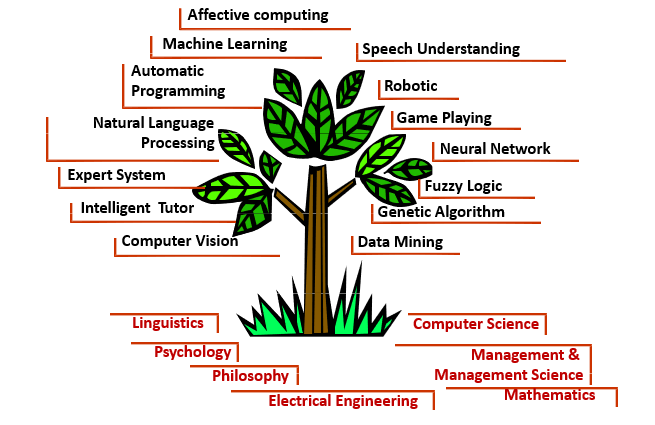 Affective computing
Machine Learning
Speech Understanding
Automatic
Programming
Robotic
Game Playing
Natural Language
Processing
Neural Network
Expert System
Fuzzy Logic
Intelligent Tutor
Genetic Algorithm
Computer Vision
Data Mining
Linguistics
Computer Science
Psychology
Management &
Management Science
Philosophy
Mathematics
Electrical Engineering